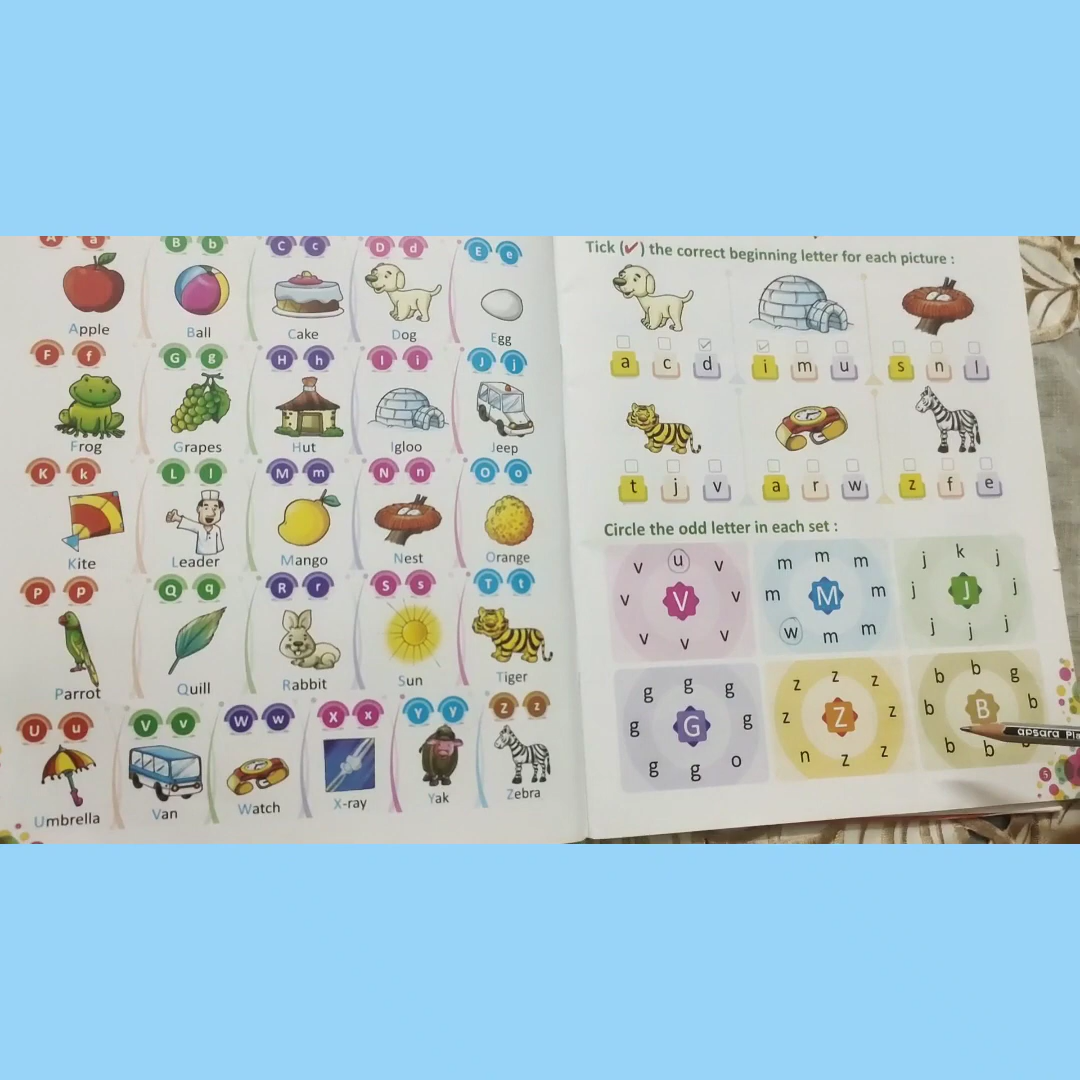 A a B b C c D d E e
Apple Ball Cake Dog Egg
F f G g H h I i J j
Frog Grapes Hut Igloo Jeep
K k L l M m N n O o
Kite Leader Mango Nest Orange
P p Q q R r S s T t
Parrot Quill Rabbit Sun Tiger
U u V v W w X x Y y Z z
Umbrella Van Watch X-ray Yak Zebra
Tick (✓) the correct beginning letter for each picture :
a c d i m u s n l
t j v a r w z f e
Circle the odd letter in each set :
v u v m m m j k j
v V v m M m j J j
v v v w m m j j j
g g g z z z b b g
g G g z Z z b B b
g g o n z z b b
apsara
5